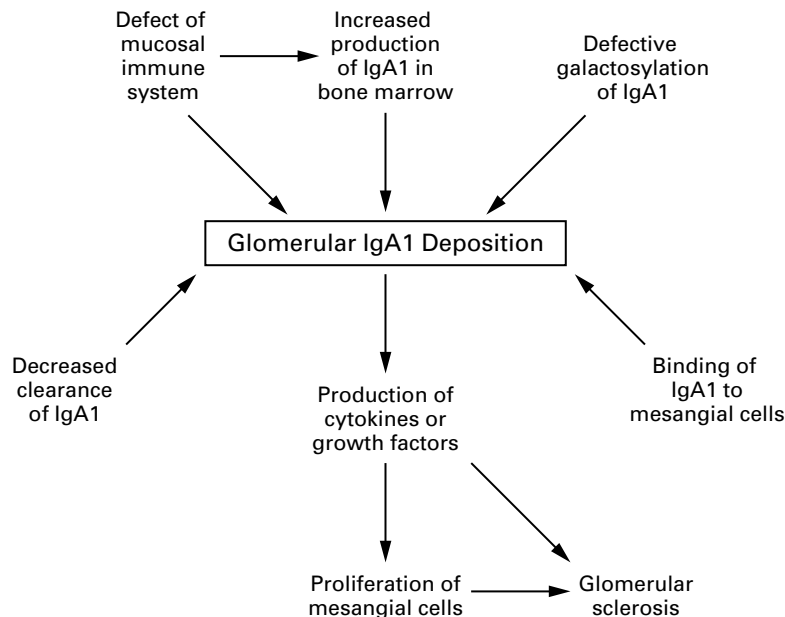 Defect of
mucosal
immune
system
Increased
production
of IgA1 in
bone marrow
Defective
galactosylation
of IgA1
Glomerular IgA1 Deposition
Decreased
clearance
of IgA1
Production of
cytokines or
growth factors
Binding of
IgA1 to
mesangial cells
Proliferation of
mesangial cells
Glomerular
sclerosis